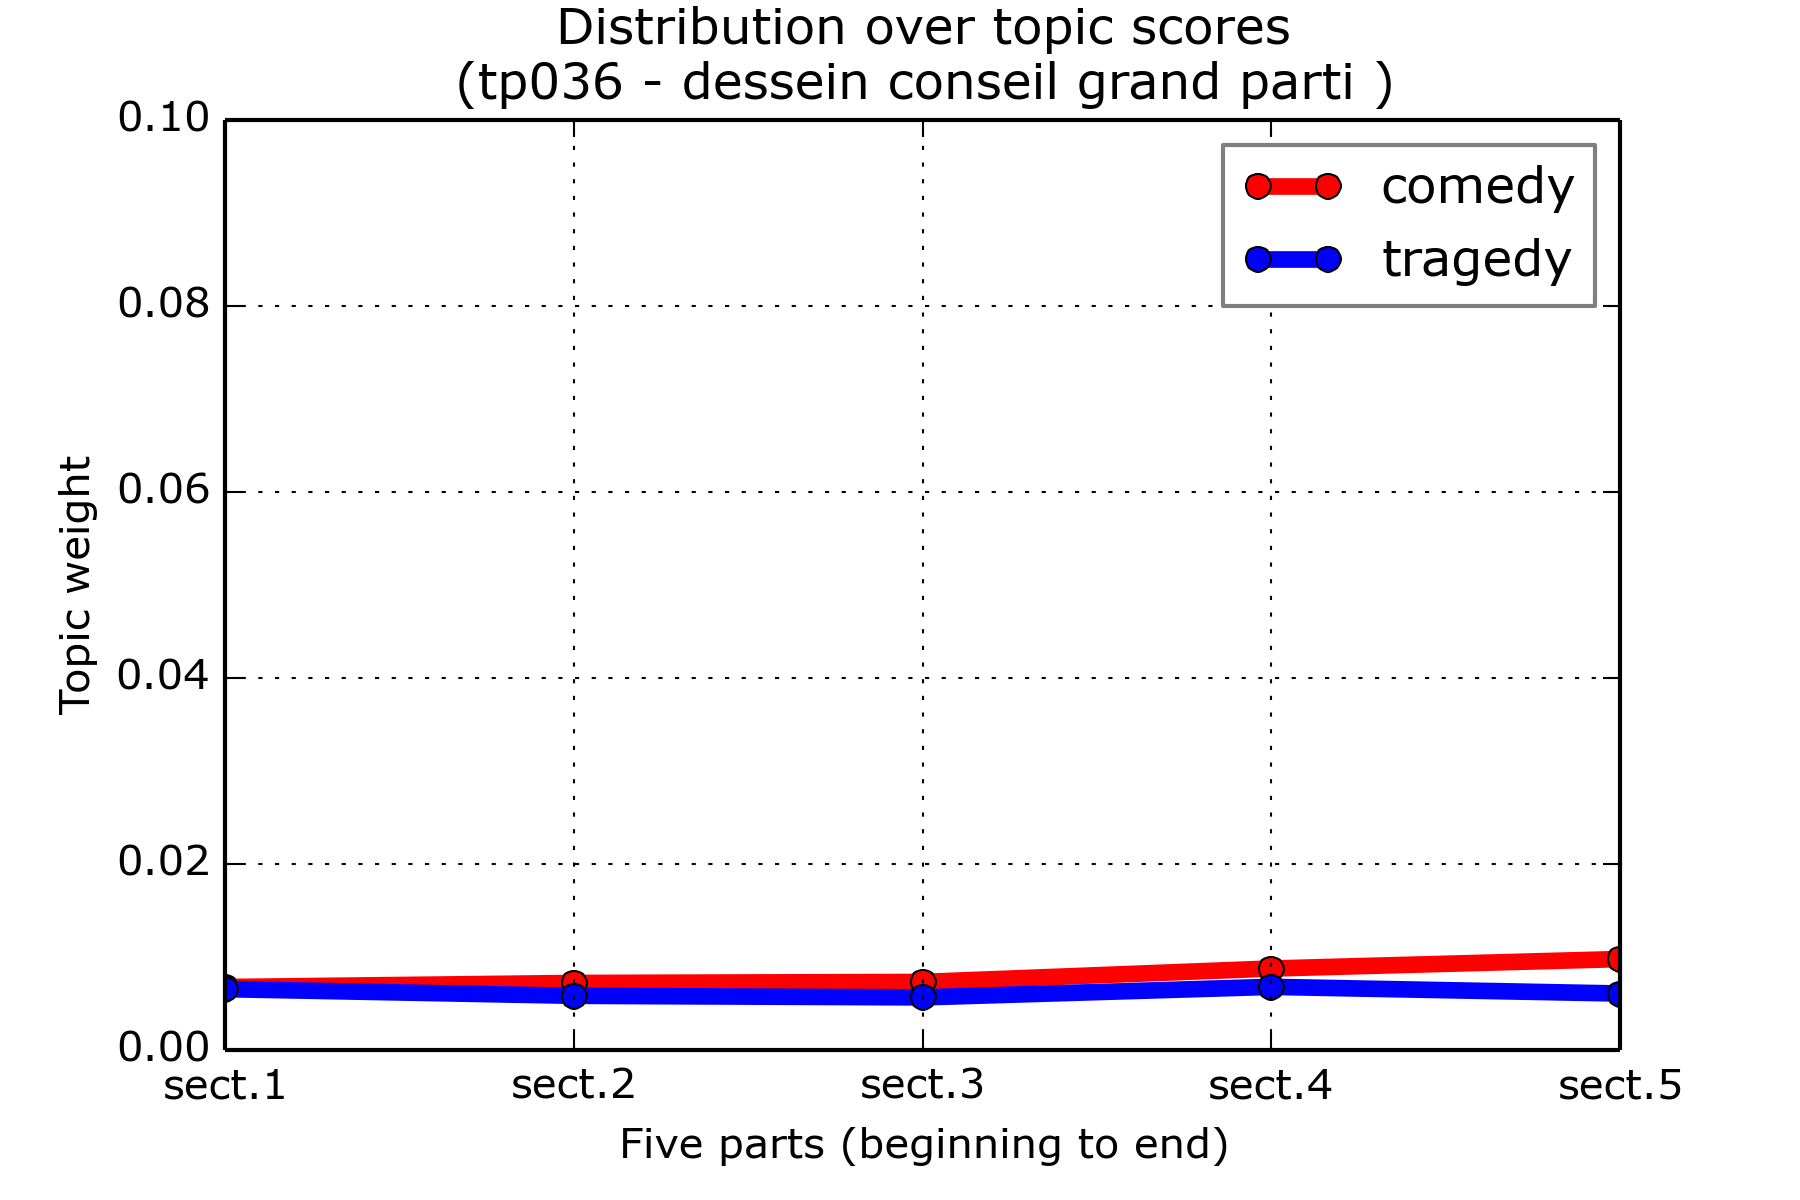 Distribution over topic scores
(tp036 - dessein conseil grand parti )
0.10
0.08
0.06
0.04
0.02
0.00
Topic weight
comedy
tragedy
sect.1 sect.2 sect.3 sect.4 sect.5
Five parts (beginning to end)